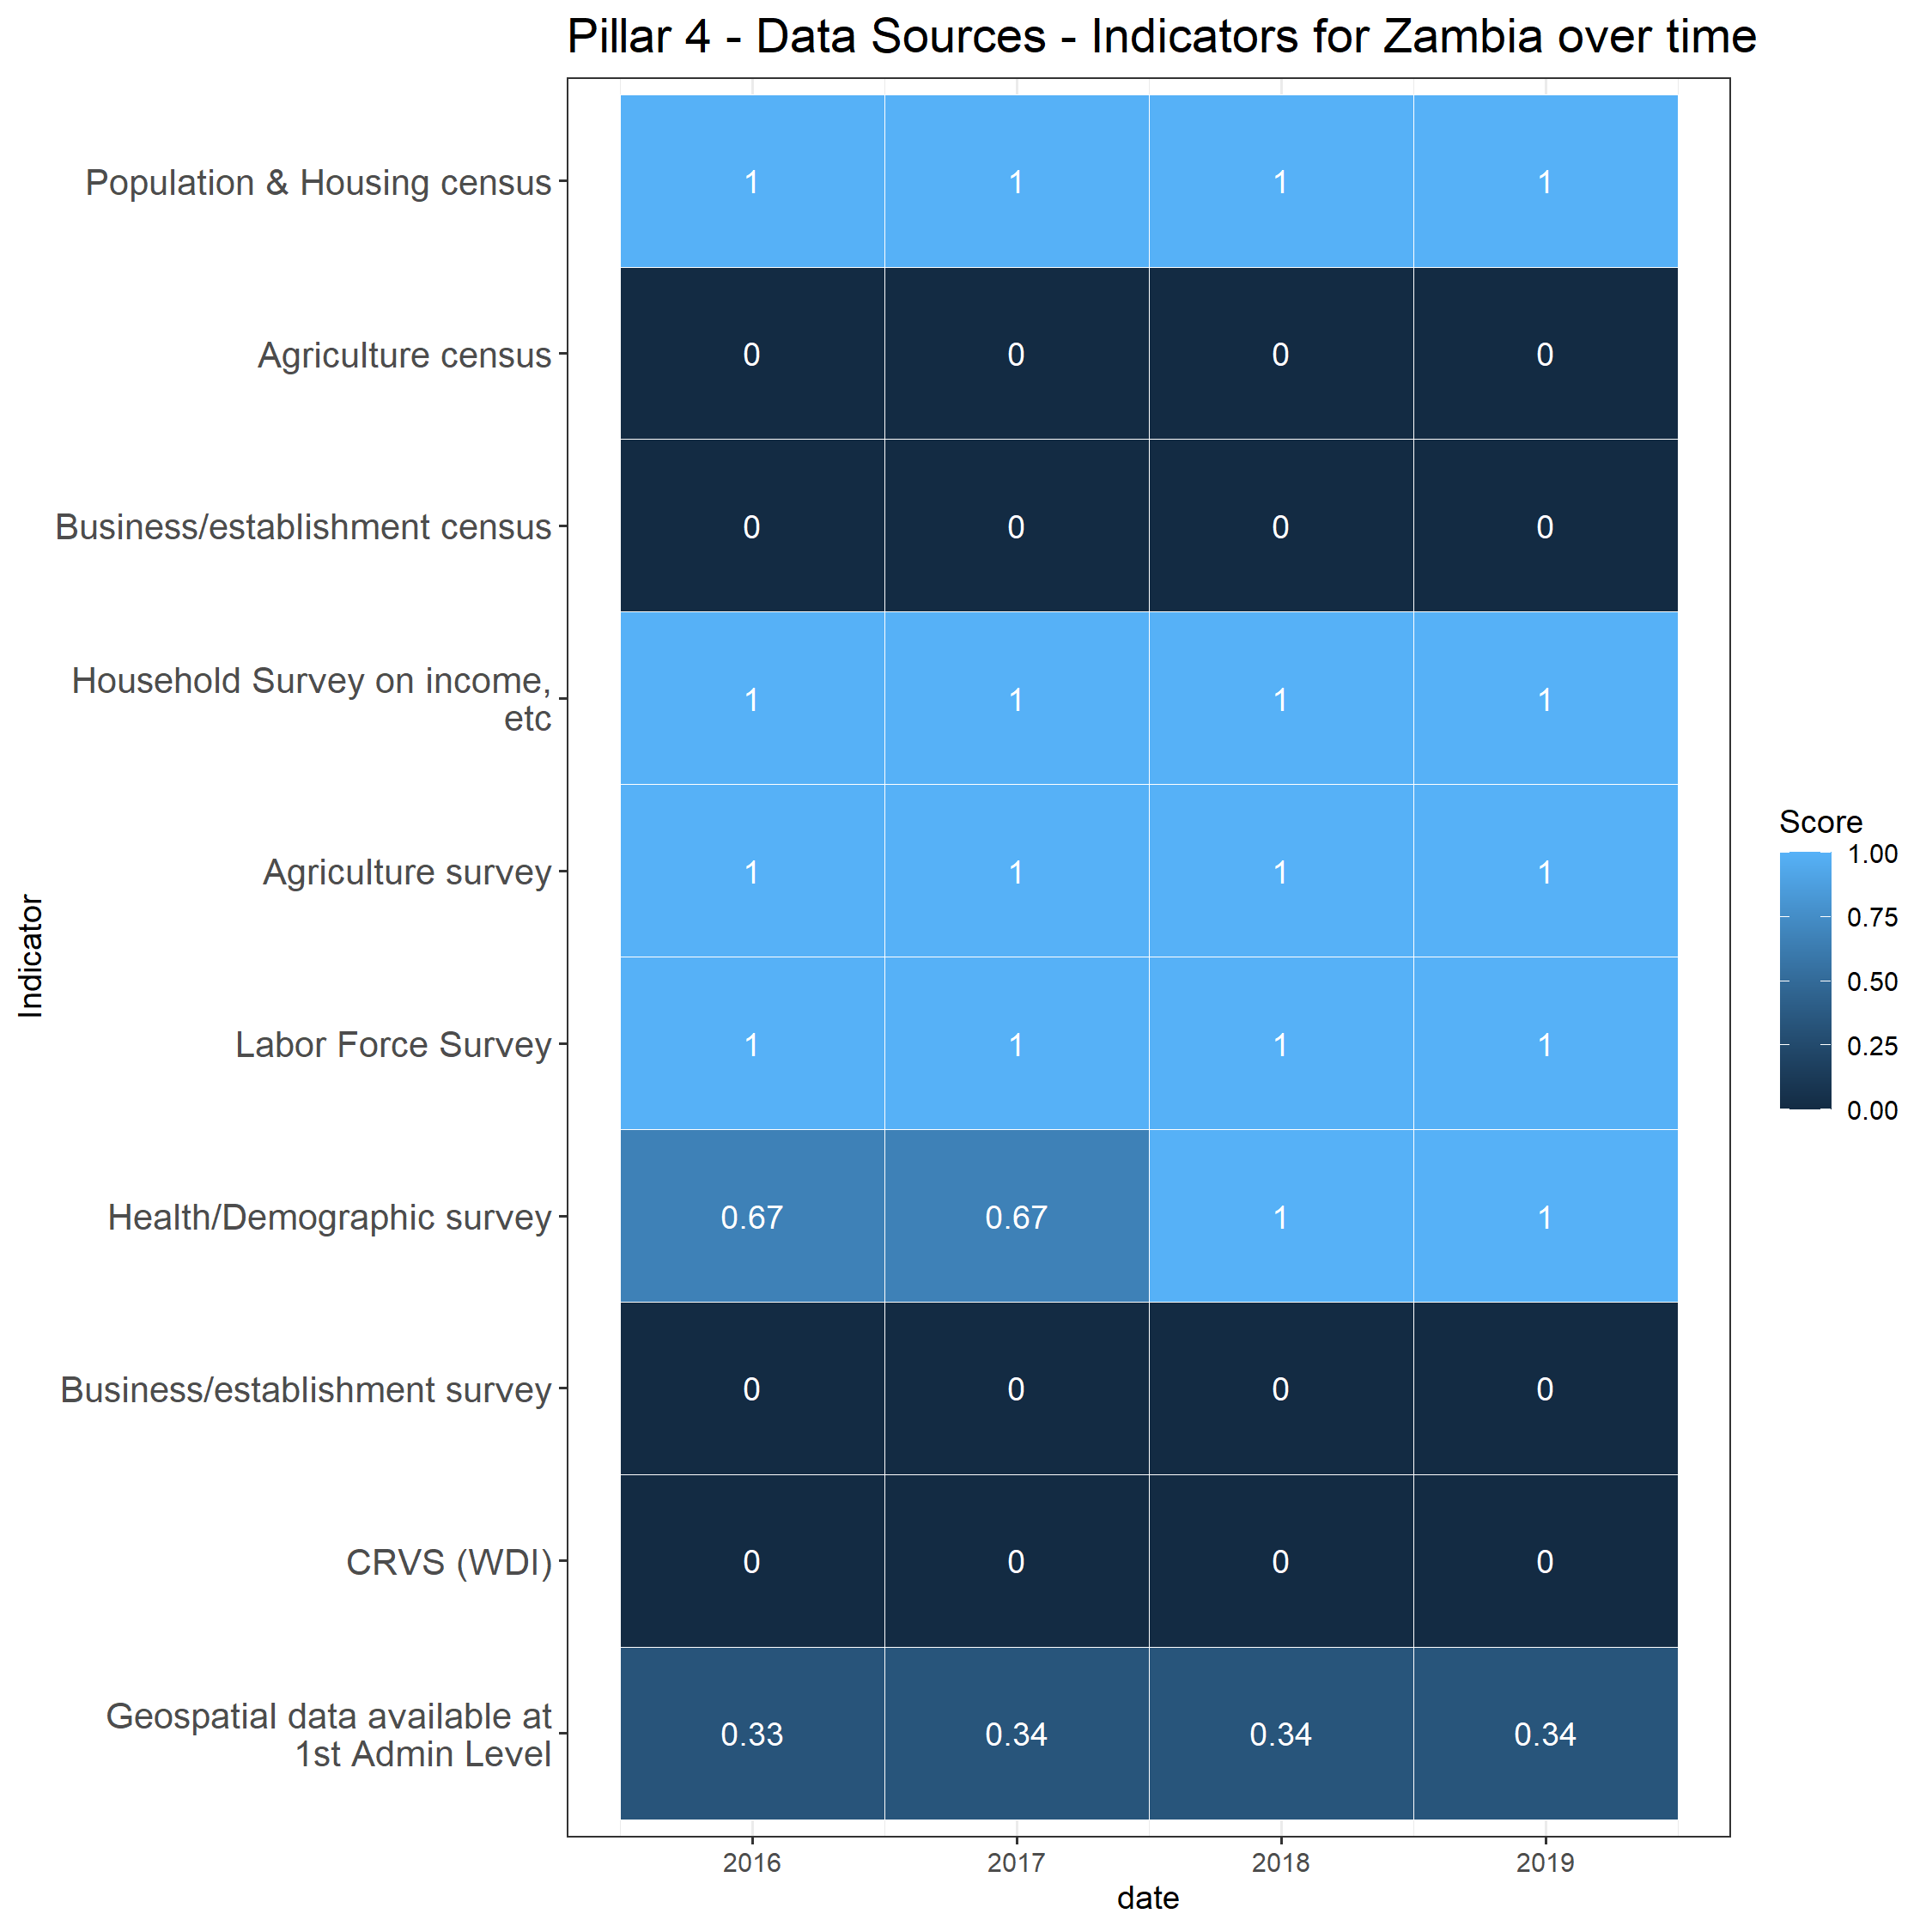 Pillar 4 - Data Sources - Indicators for Zambia over time
Indicator
Population & Housing census
1 1 1 1
Agriculture census
0 0 0 0
Business/establishment census
0 0 0 0
Household Survey on income,
etc
1 1 1 1
Agriculture survey
1 1 1 1
Labor Force Survey
1 1 1 1
Health/Demographic survey
0.67 0.67 1 1
Business/establishment survey
0 0 0 0
CRVS (WDI)
0 0 0 0
Geospatial data available at
1st Admin Level
0.33 0.34 0.34 0.34
2016 2017 2018 2019
date
Score
1.00
0.75
0.50
0.25
0.00